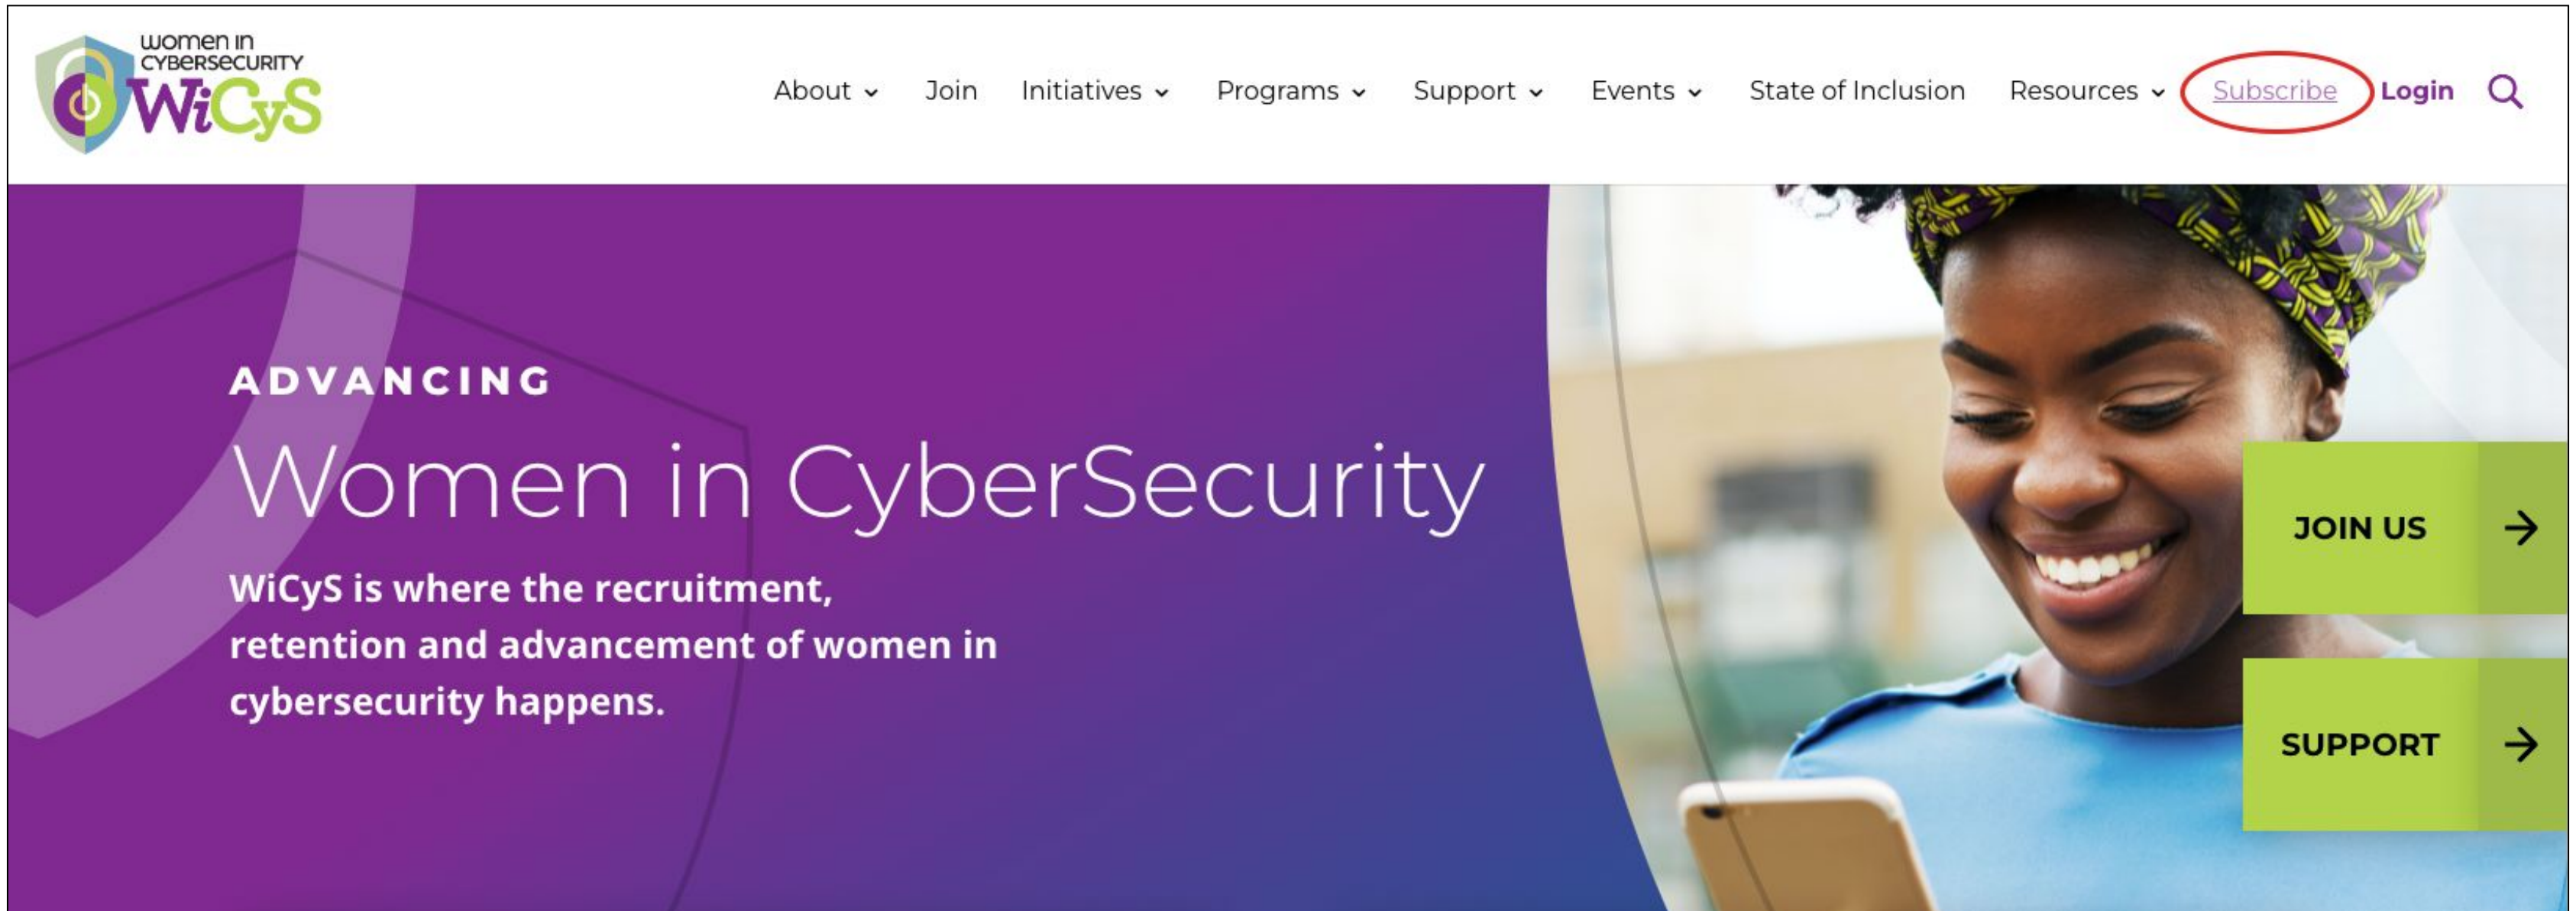 women in
CYBERSECURITY
WiCyS
About
Join
Initiatives
Programs
Support
Events
State of Inclusion
Resources
Subscribe
Login
ADVANCING
Women in CyberSecurity
WiCyS is where the recruitment,
retention and advancement of women in
cybersecurity happens.
JOIN US
SUPPORT